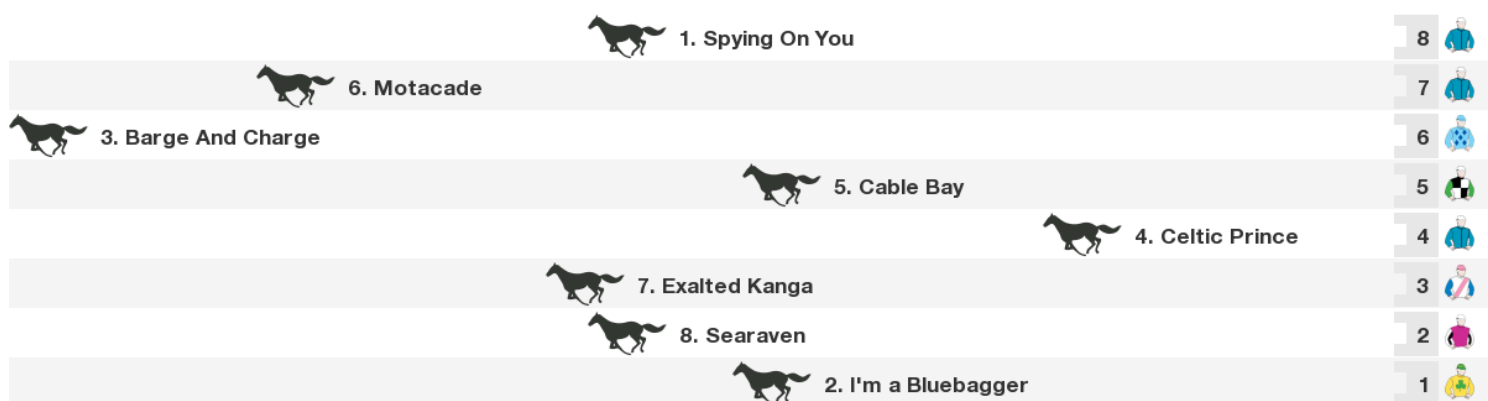 1. Spying On You 8
6. Motacade 7
3. Barge And Charge 6
5. Cable Bay 5
4. Celtic Prince 4
7. Exalted Kanga 3
8. Searaven 2
2. I'm a Bluebagger 1